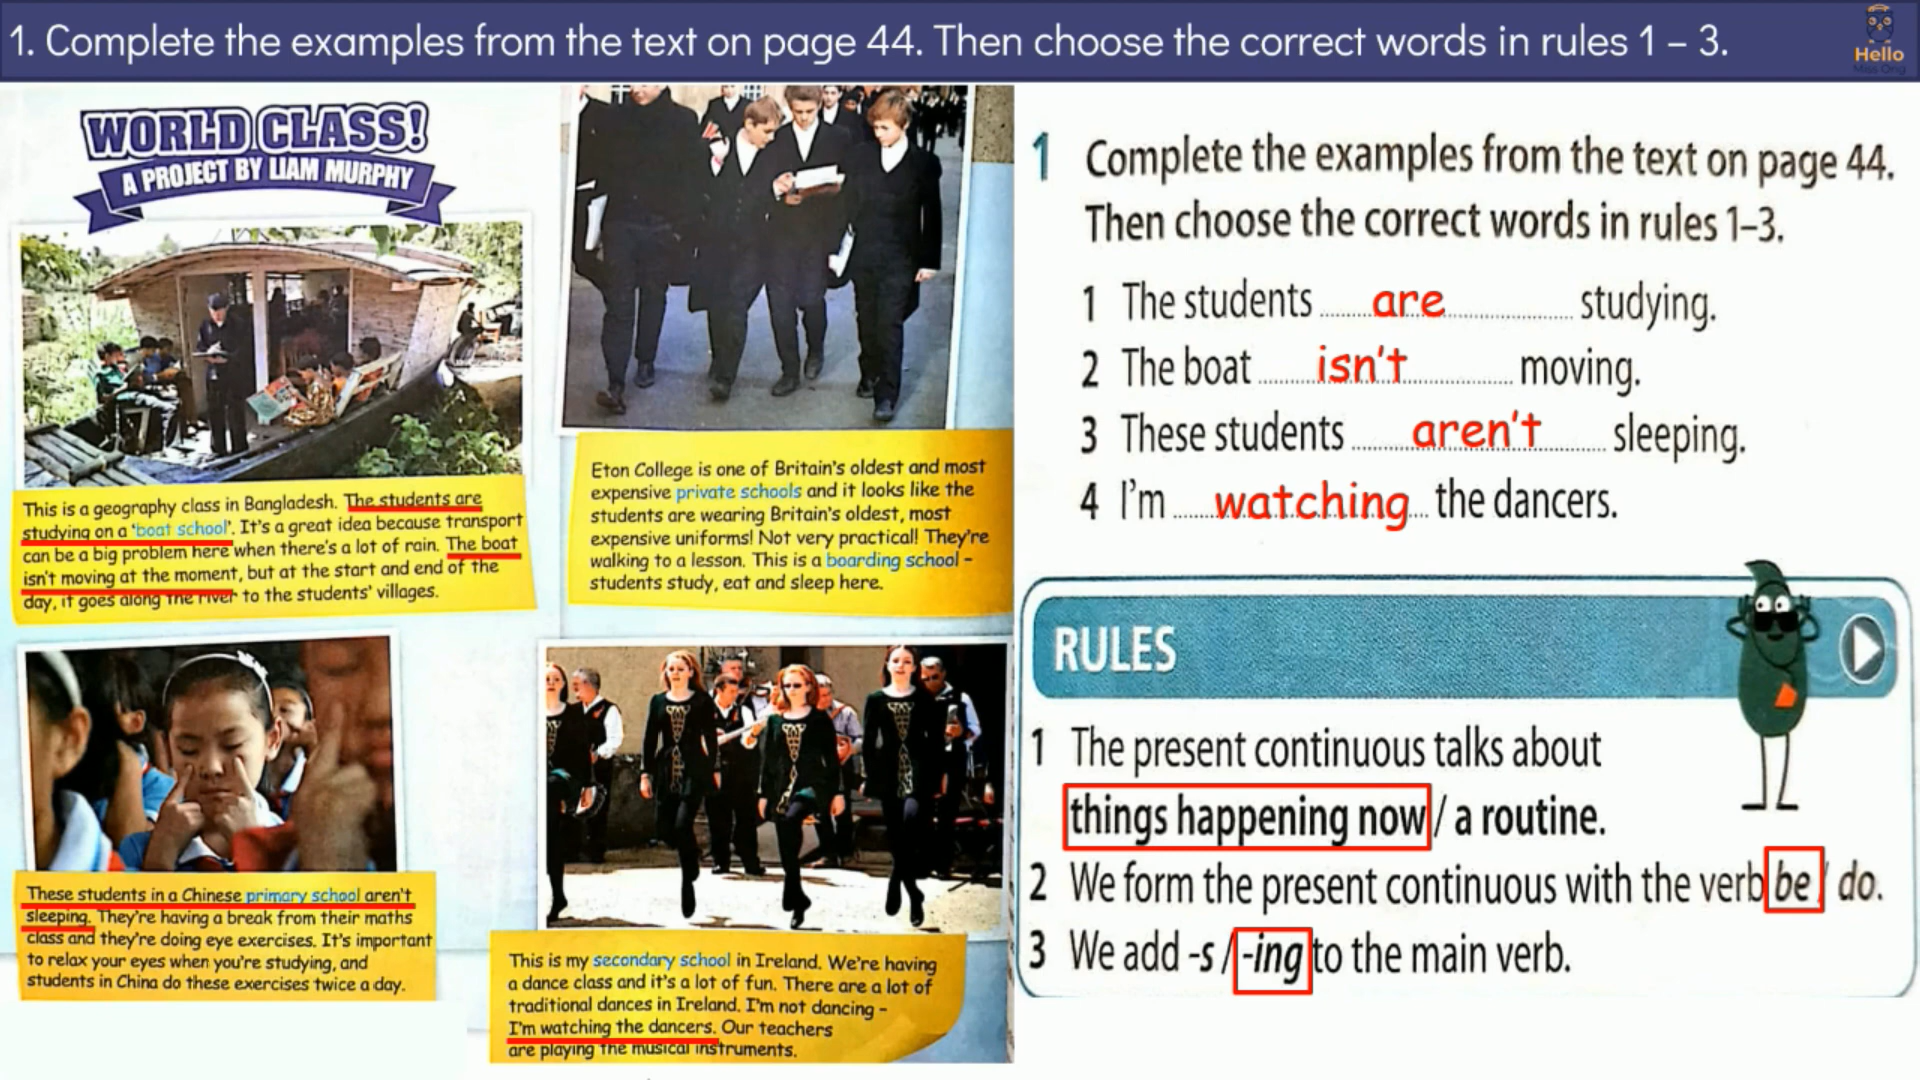 1. Complete the examples from the text on page 44. Then choose the correct words in rules 1 – 3.
Hello
Miss Ong
WORLD CLASS!
A PROJECT BY LIAM MURPHY
This is a geography class in Bangladesh. The students are
studying on a 'boat school'. It's a great idea because transport
can be a big problem here when there's a lot of rain. The boat
isn't moving at the moment, but at the start and end of the
day, it goes along the river to the students' villages.
Eton College is one of Britain's oldest and most
expensive private schools and it looks like the
students are wearing Britain's oldest, most
expensive uniforms! Not very practical! They're
walking to a lesson. This is a boarding school –
students study, eat and sleep here.
These students in a Chinese primary school aren't
sleeping. They're having a break from their maths
class and they're doing eye exercises. It's important
to relax your eyes when you're studying, and
students in China do these exercises twice a day.
This is my secondary school in Ireland. We're having
a dance class and it's a lot of fun. There are a lot of
traditional dances in Ireland. I'm not dancing –
I'm watching the dancers. Our teachers
are playing the musical instruments.
1 Complete the examples from the text on page 44.
Then choose the correct words in rules 1–3.
1 The students are studying.
2 The boat isn't moving.
3 These students aren't sleeping.
4 I'm watching the dancers.
RULES
1 The present continuous talks about
things happening now / a routine.
2 We form the present continuous with the verb be / do.
3 We add -s / -ing to the main verb.